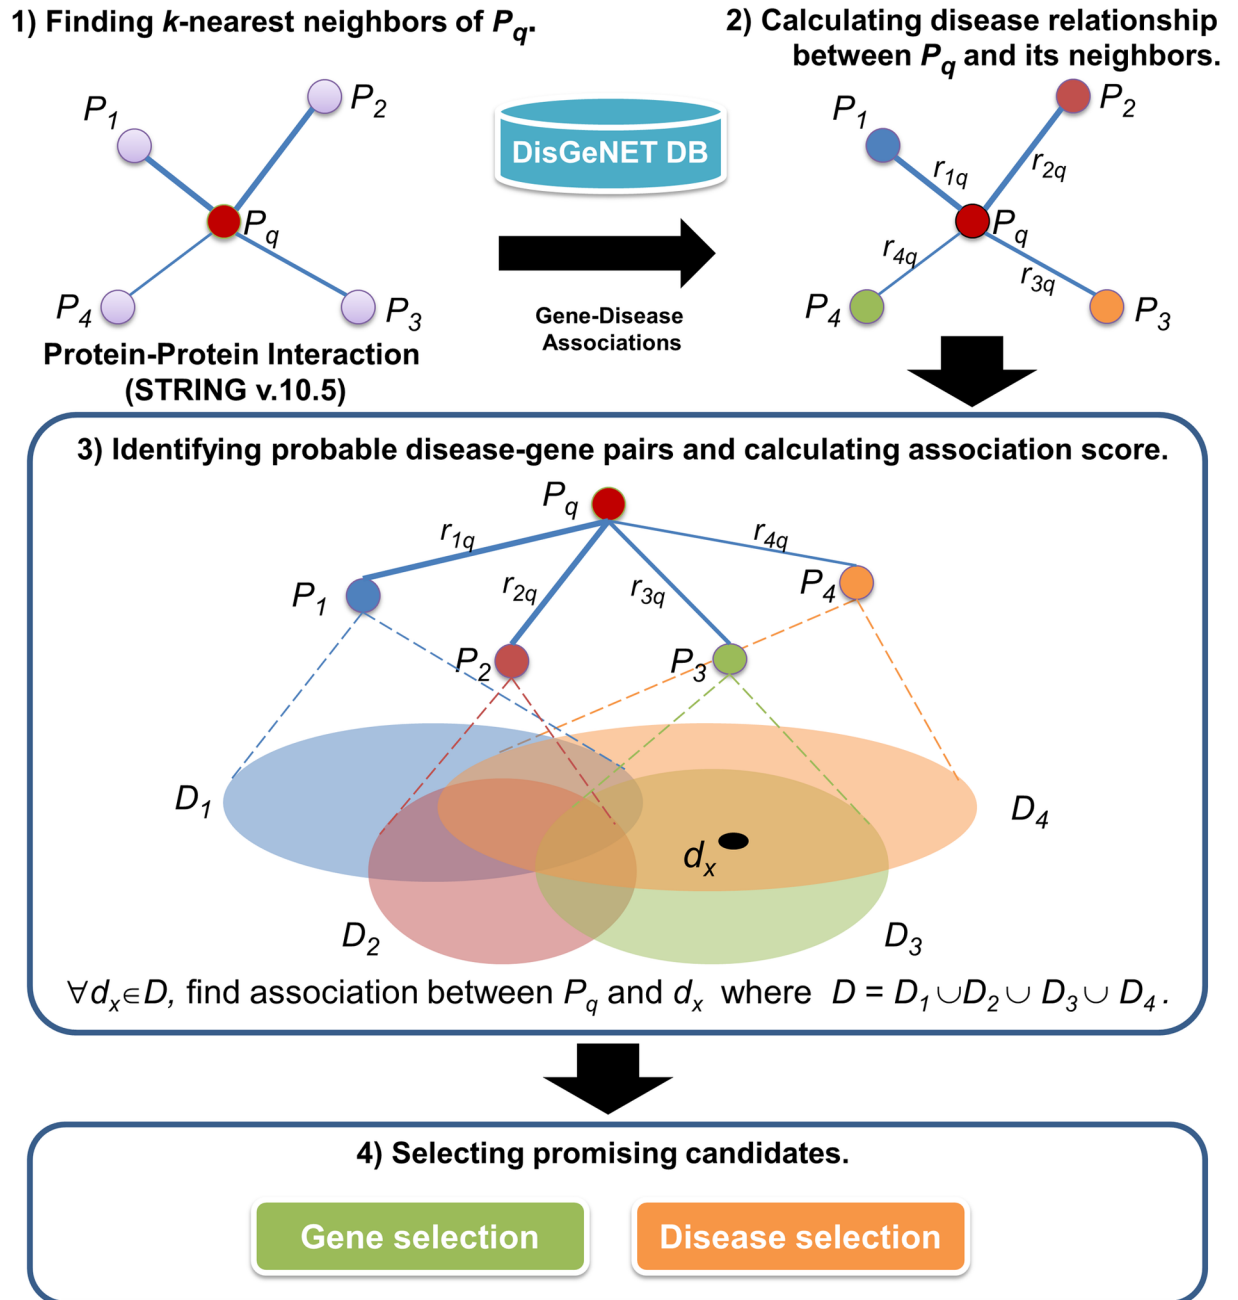 1) Finding k-nearest neighbors of Pq.
P1
P2
Pq
P4
P3
Protein-Protein Interaction
(STRING v.10.5)
DisGeNET DB
Gene-Disease
Associations
2) Calculating disease relationship
between Pq and its neighbors.
P1
P2
r1q
r2q
Pq
r4q
r3q
P4
P3
3) Identifying probable disease-gene pairs and calculating association score.
Pq
r1q
r4q
r2q
r3q
P1
P4
P2
P3
D1
D4
dx
D2
D3
∀dx∈D, find association between Pq and dx where D = D1 ∪D2 ∪ D3 ∪ D4 .
4) Selecting promising candidates.
Gene selection
Disease selection